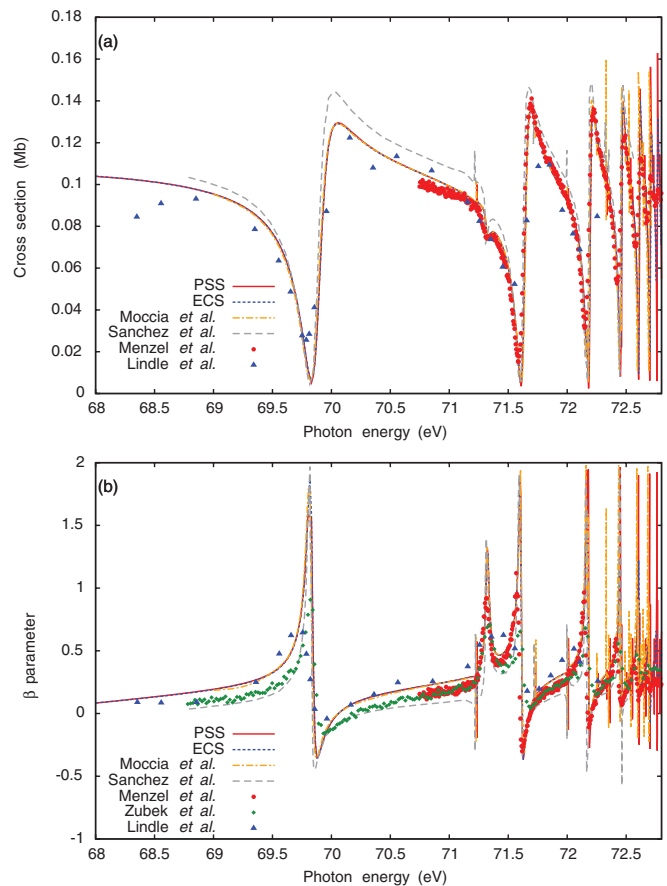 (a)
Cross section (Mb)
0.18
0.16
0.14
0.12
0.1
0.08
0.06
0.04
0.02
0
PSS
ECS
Moccia et al.
Sanchez et al.
Menzel et al.
Lindle et al.
68 68.5 69 69.5 70 70.5 71 71.5 72 72.5
Photon energy (eV)
(b)
β parameter
2
1.5
1
0.5
0
-0.5
-1
PSS
ECS
Moccia et al.
Sanchez et al.
Menzel et al.
Zubek et al.
Lindle et al.
68 68.5 69 69.5 70 70.5 71 71.5 72 72.5
Photon energy (eV)